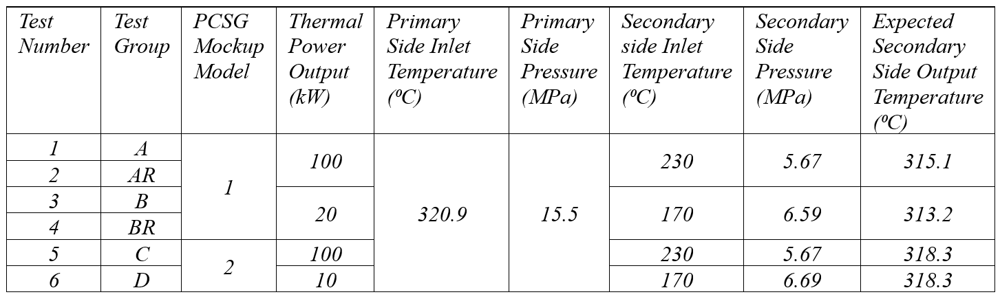 Test Number	Test Group	PCSG Mockup Model	Thermal Power Output (kW)	Primary Side Inlet Temperature (ºC)	Primary Side Pressure (MPa)	Secondary side Inlet Temperature (ºC)	Secondary Side Pressure (MPa)	Expected Secondary Side Output Temperature (ºC)
1	A	1	100	320.9	15.5	230	5.67	315.1
2	AR
3	B	20	170	6.59	313.2
4	BR
5	C	2	100	230	5.67	318.3
6	D	10	170	6.69	318.3